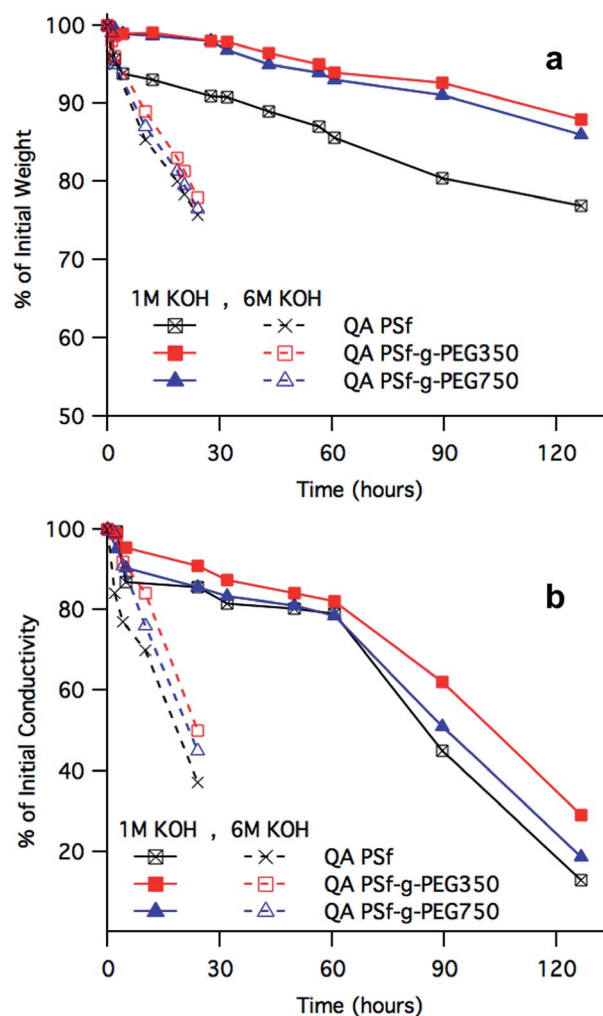 100
a
90
80
70
1M KOH , 6M KOH
QA PSf
60
QA PSf-g-PEG350
QA PSf-g-PEG750
50
0 30 60 90 120
Time (hours)
% of Initial Weight
100
b
80
60
40
1M KOH , 6M KOH
20
QA PSf
QA PSf-g-PEG350
QA PSf-g-PEG750
0 30 60 90 120
Time (hours)
% of Initial Conductivity